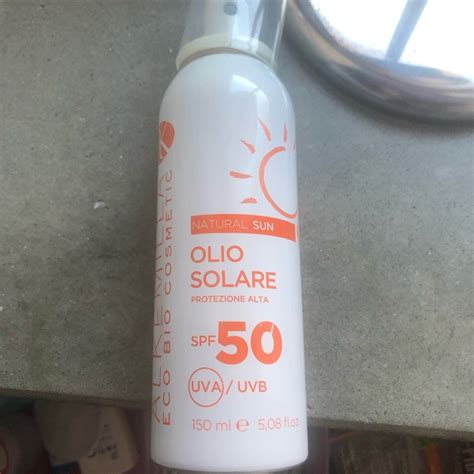 ALKEMILLA
ECO BIO COSMETIC
NATURAL SUN
OLIO
SOLARE
PROTEZIONE ALTA
SPF 50
UVA / UVB
150 ml e 5,08 fl.oz